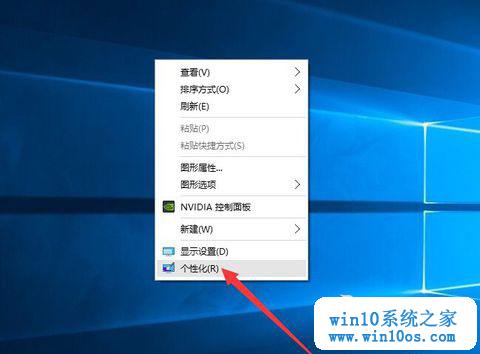 查看(V)
排序方式(O)
刷新(E)
粘贴(P)
粘贴快捷方式(S)
图形属性...
图形选项
NVIDIA 控制面板
新建(W)
显示设置(D)
个性化(R)
win10系统之家
www.win10os.com